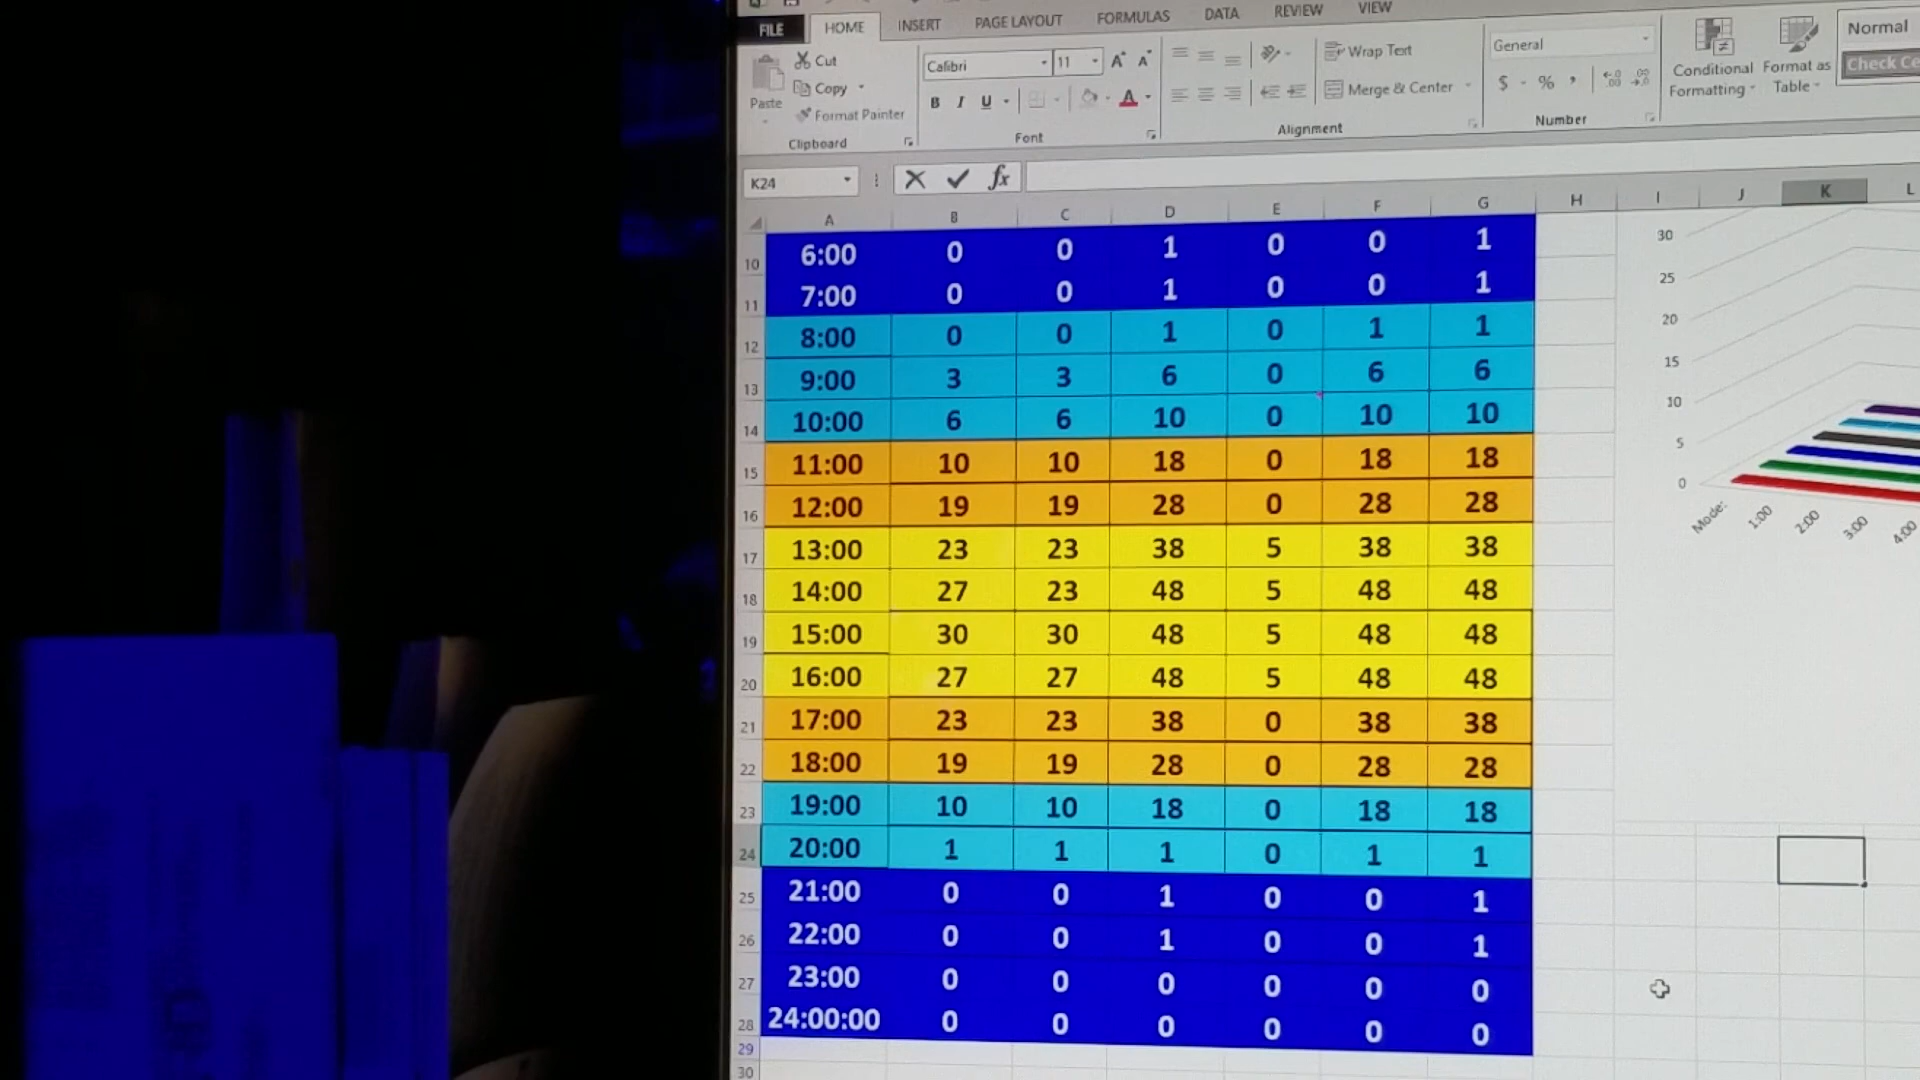 FILE HOME INSERT PAGE LAYOUT FORMULAS DATA REVIEW VIEW
Cut
Copy
Format Painter
Paste
Clipboard
Calibri 11 A A
B I U A
Font
Wrap Text
Merge & Center
Alignment
General
$ % ,
Number
Conditional Formatting
Format as Table
Normal
Check Ce
K24 fx
A B C D E F G H I J K L
10 6:00 0 0 1 0 0 1
11 7:00 0 0 1 0 0 1
12 8:00 0 0 1 0 1 1
13 9:00 3 3 6 0 6 6
14 10:00 6 6 10 0 10 10
15 11:00 10 10 18 0 18 18
16 12:00 19 19 28 0 28 28
17 13:00 23 23 38 5 38 38
18 14:00 27 23 48 5 48 48
19 15:00 30 30 48 5 48 48
20 16:00 27 27 48 5 48 48
21 17:00 23 23 38 0 38 38
22 18:00 19 19 28 0 28 28
23 19:00 10 10 18 0 18 18
24 20:00 1 1 1 0 1 1
25 21:00 0 0 1 0 0 1
26 22:00 0 0 1 0 0 1
27 23:00 0 0 0 0 0 0
28 24:00:00 0 0 0 0 0 0
29
30
30
25
20
15
10
5
0
Mode: 1:00 2:00 3:00 4:00